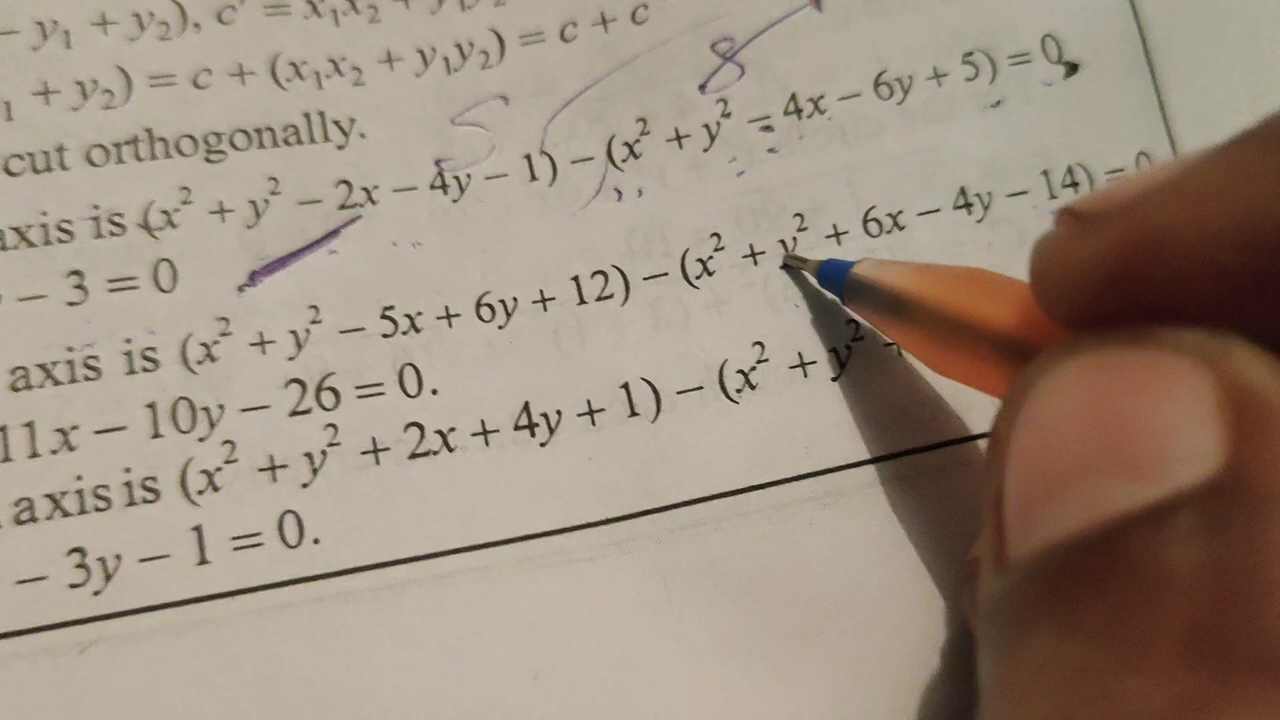 – y₁ + y₂), c' = x₁x₂ +
₁ + y₂) = c + (x₁x₂ + y₁y₂) = c + c
cut orthogonally.
5 8
axis is (x² + y² – 2x – 4y – 1) – (x² + y² – 4x – 6y + 5) = 0
– 3 = 0
axis is (x² + y² – 5x + 6y + 12) – (x² + y² + 6x – 4y – 14) = 0
11x – 10y – 26 = 0.
axis is (x² + y² + 2x + 4y + 1) – (x² + y²
– 3y – 1 = 0.